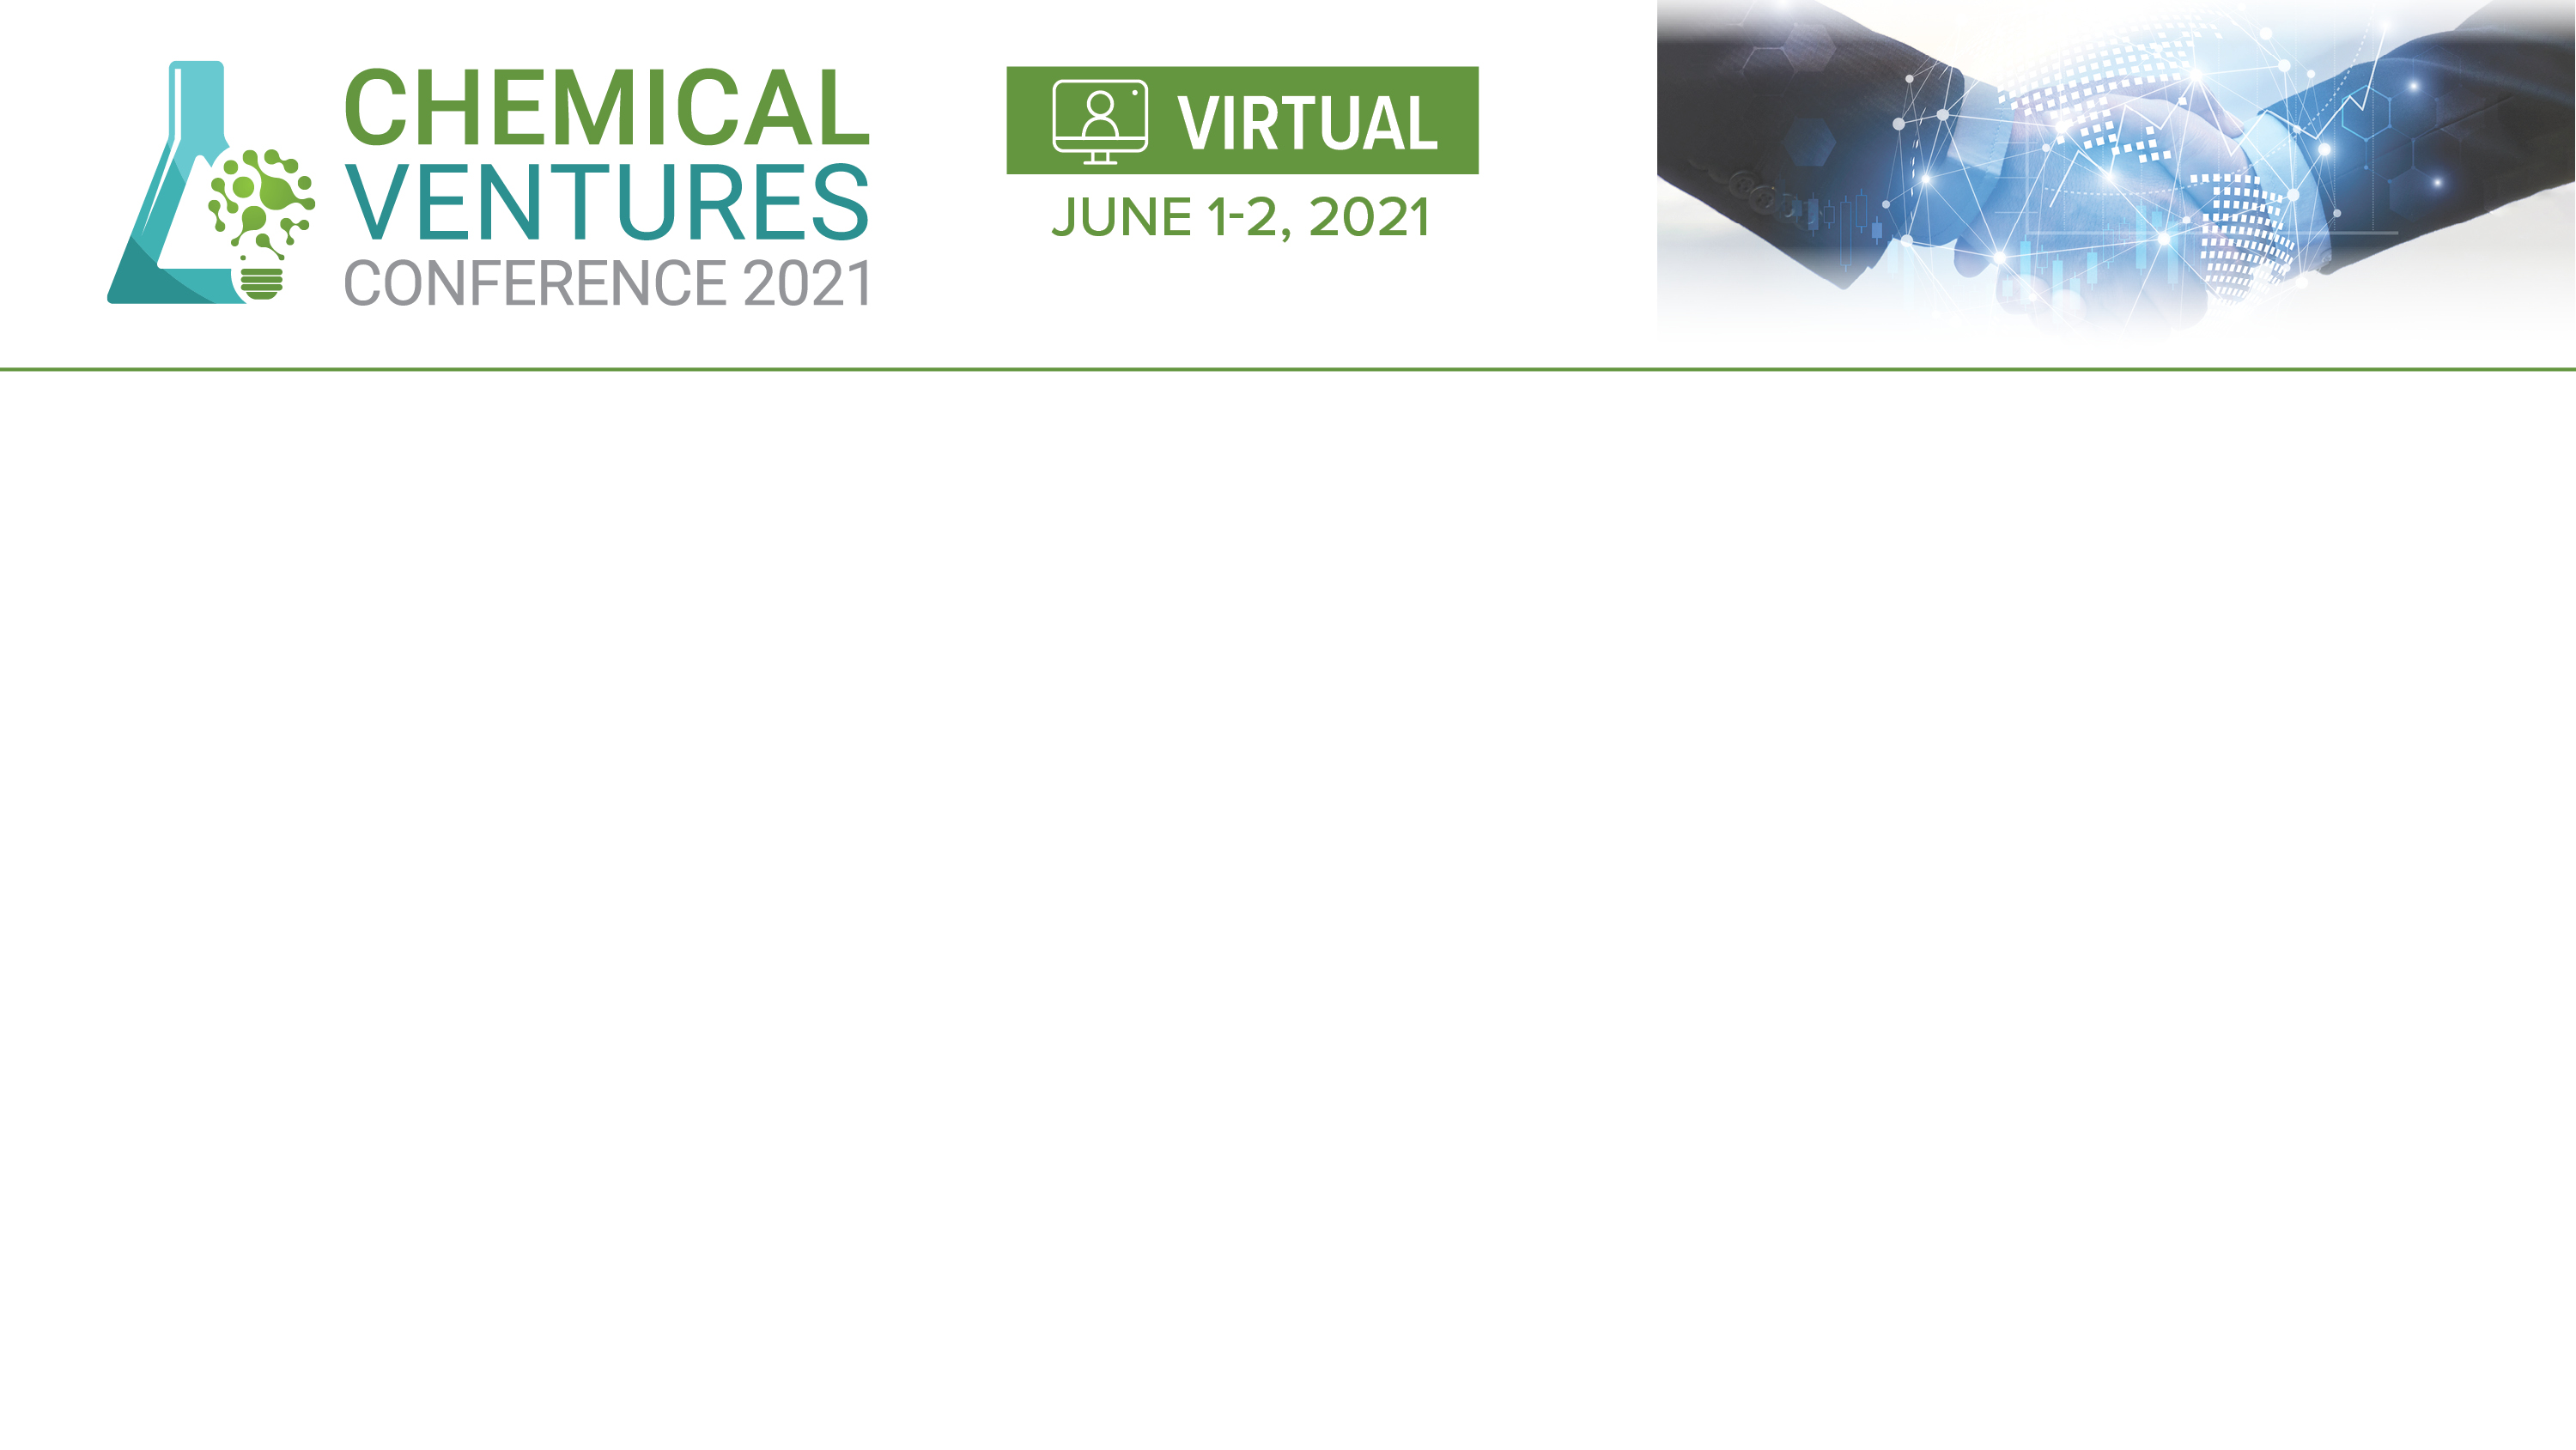 CHEMICAL
VENTURES
CONFERENCE 2021
VIRTUAL
JUNE 1-2, 2021